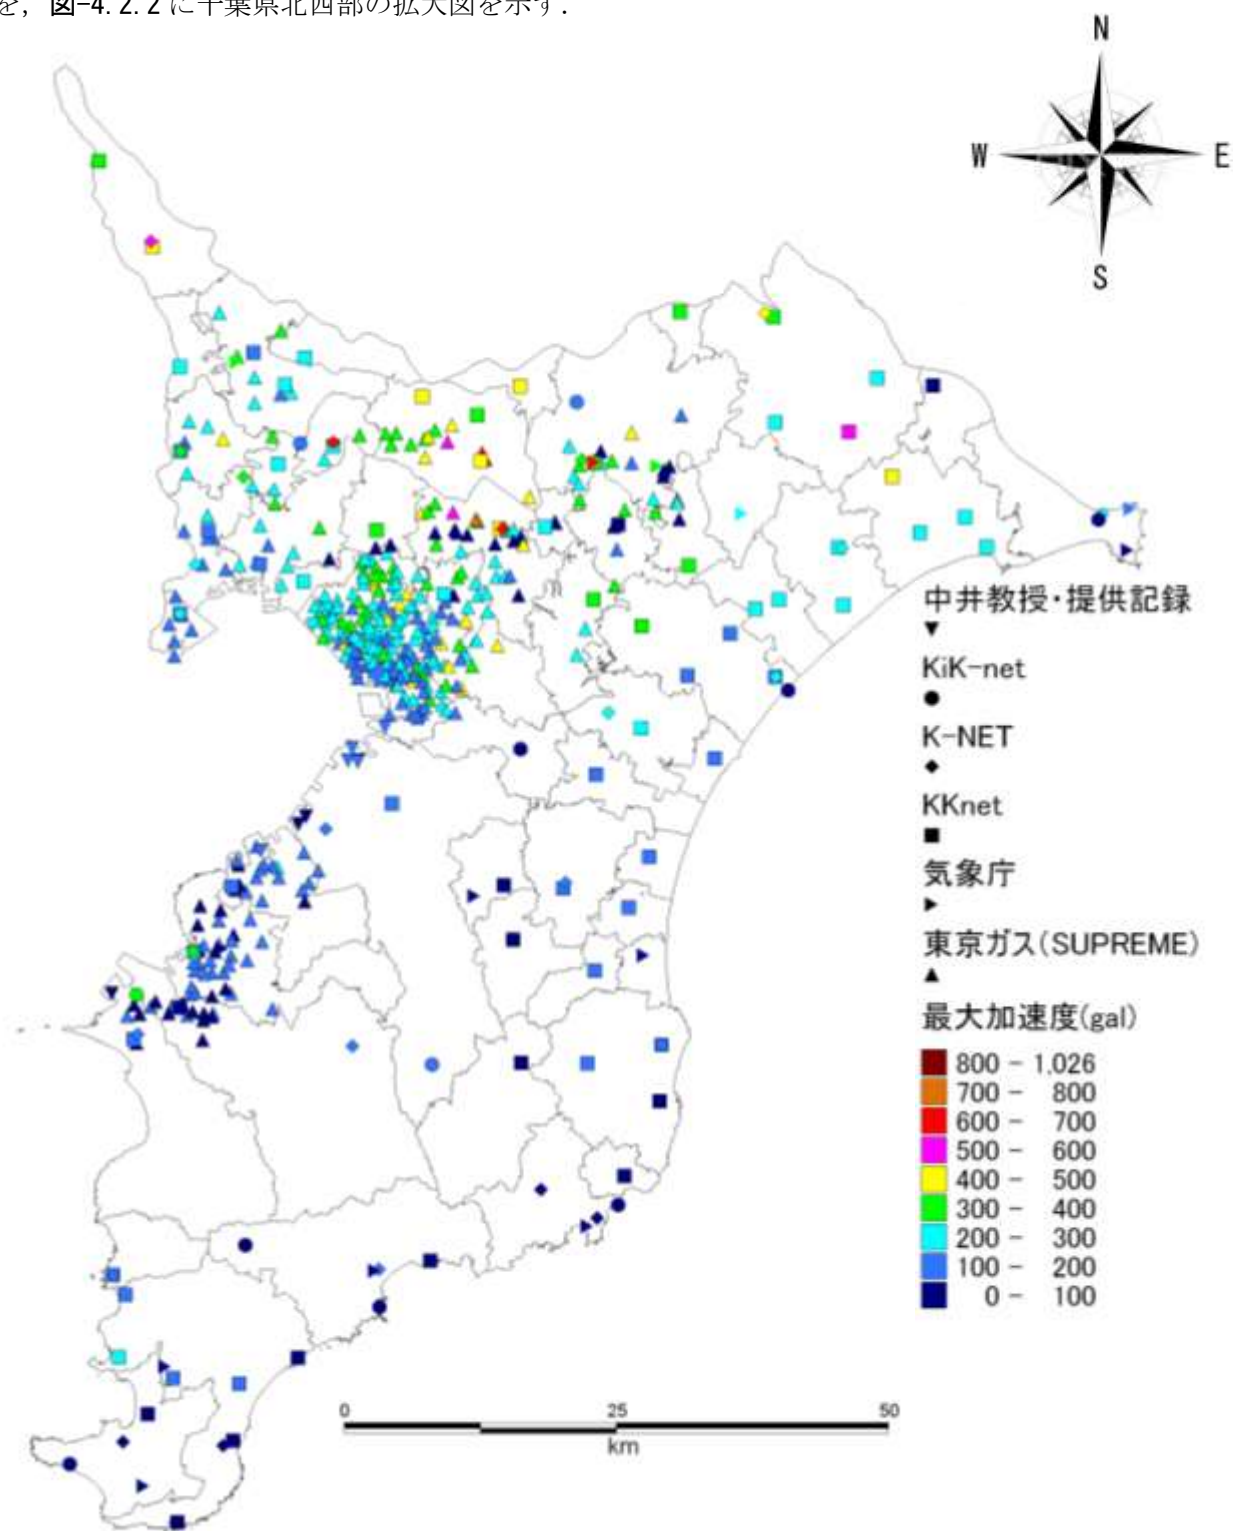 を，図-4.2.2 に千葉県北西部の拡大図を示す．
N
W
E
S
中井教授・提供記録
KiK-net
K-NET
KKnet
気象庁
東京ガス(SUPREME)
最大加速度(gal)
800 - 1,026
700 - 800
600 - 700
500 - 600
400 - 500
300 - 400
200 - 300
100 - 200
0 - 100
0 25 50
km